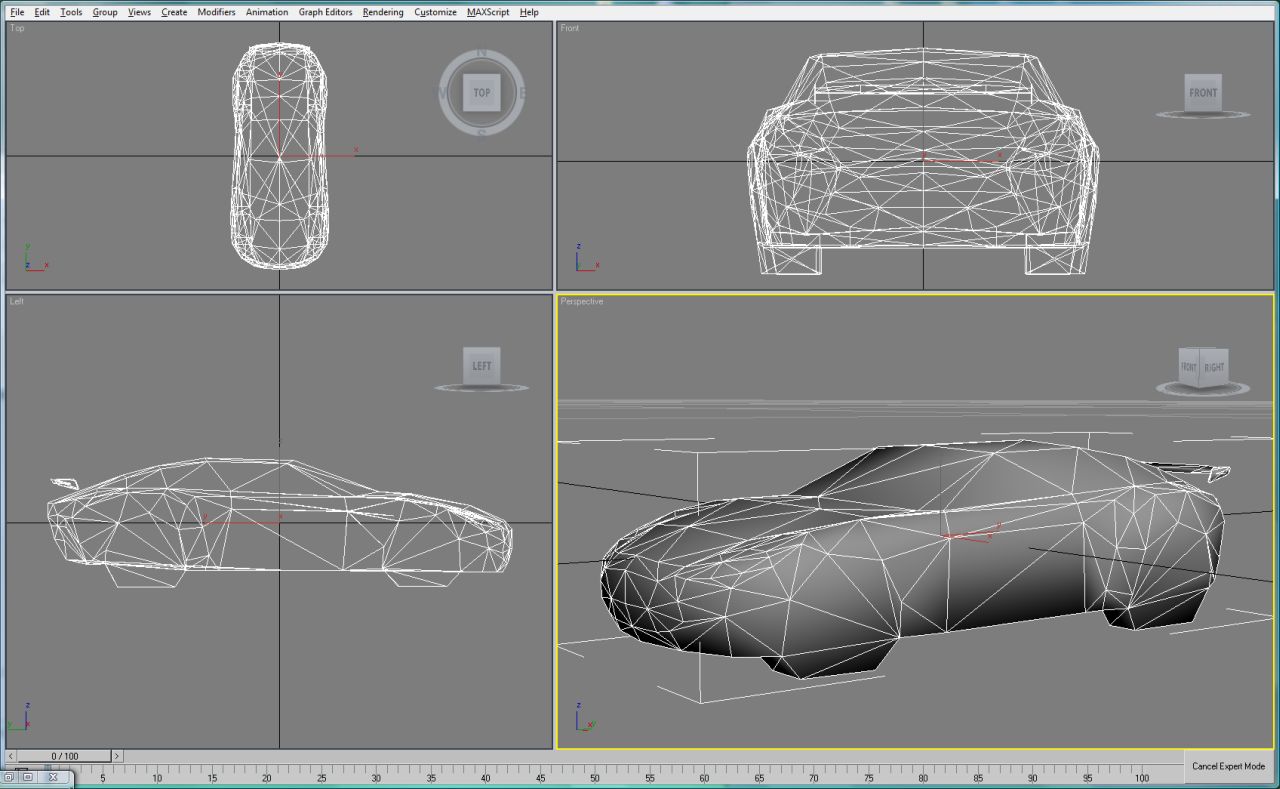 File Edit Tools Group Views Create Modifiers Animation Graph Editors Rendering Customize MAXScript Help
Top
N
W
TOP
E
S
x
y
z
x
Front
FRONT
x
z
x
Left
LEFT
y
x
z
y
x
Perspective
FRONT
RIGHT
y
x
z
x
y
< 0 / 100 >
5 10 15 20 25 30 35 40 45 50 55 60 65 70 75 80 85 90 95 100
Cancel Expert Mode